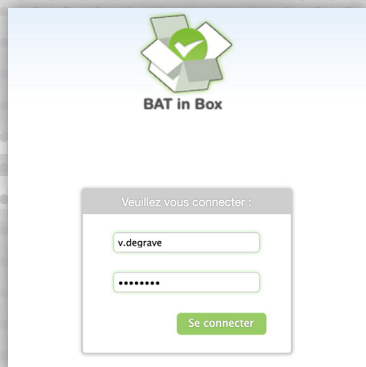 BAT in Box
Veuillez vous connecter :
v.degrave
••••••••
Se connecter